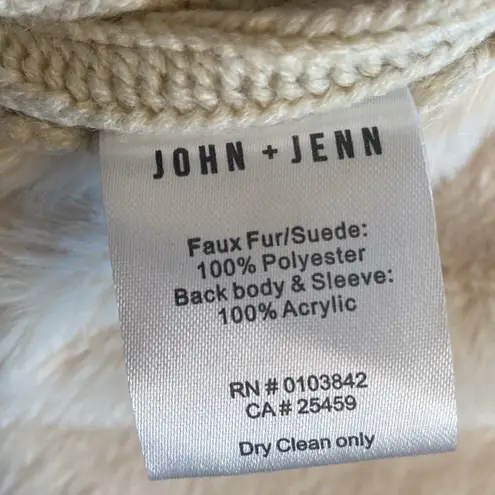 JOHN + JENN
Faux Fur/Suede:
100% Polyester
Back body & Sleeve:
100% Acrylic
RN # 0103842
CA # 25459
Dry Clean only